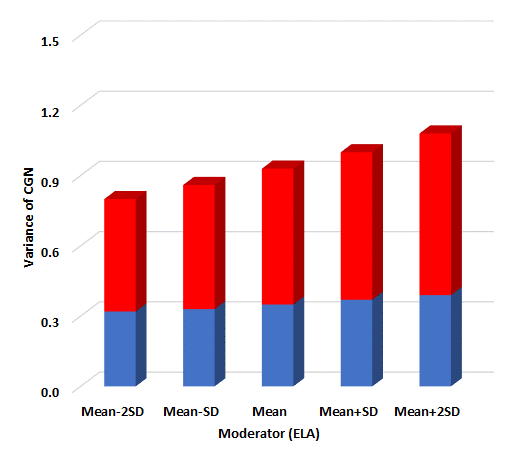 1.5
1.2
0.9
0.6
0.3
0.0
Variance of CGN
Mean-2SD Mean-SD Mean Mean+SD Mean+2SD
Moderator (ELA)